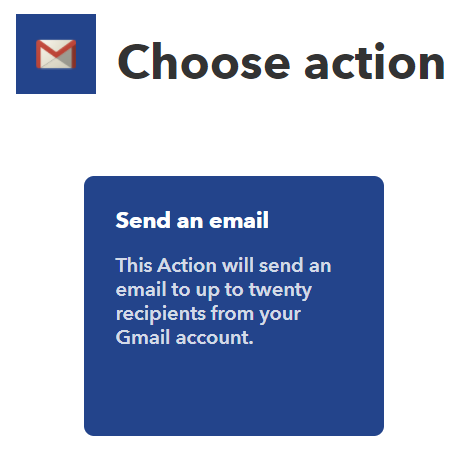 Choose action
Send an email
This Action will send an
email to up to twenty
recipients from your
Gmail account.